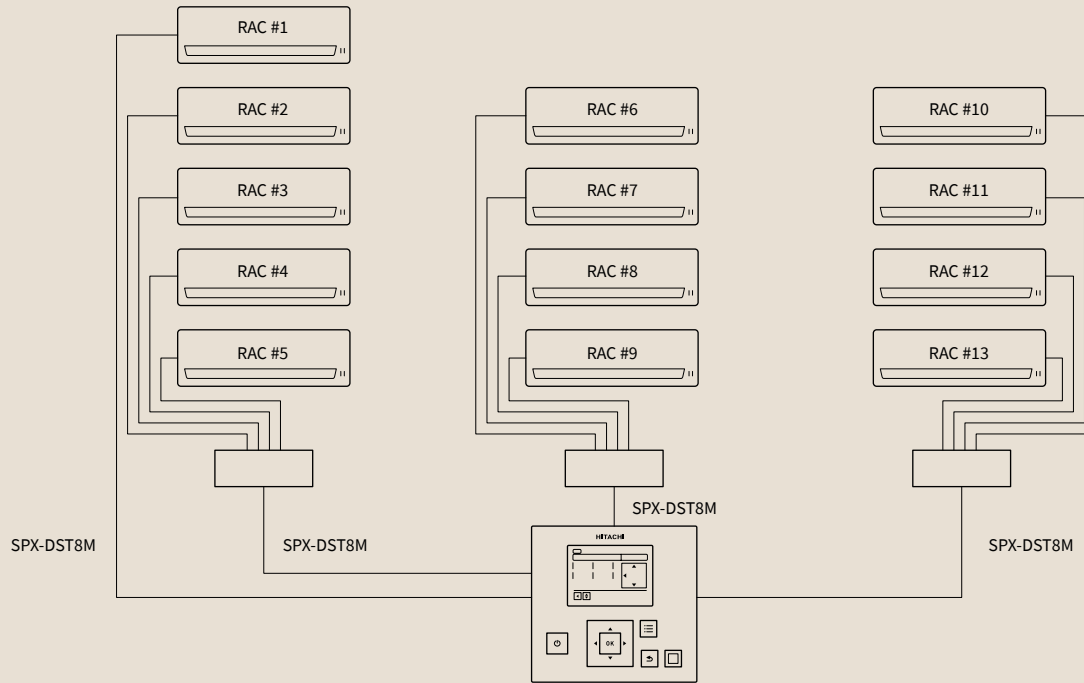 RAC #1
RAC #2
RAC #6
RAC #10
RAC #3
RAC #7
RAC #11
RAC #4
RAC #8
RAC #12
RAC #5
RAC #9
RAC #13
SPX-DST8M
SPX-DST8M
SPX-DST8M
SPX-DST8M
HITACHI
OK